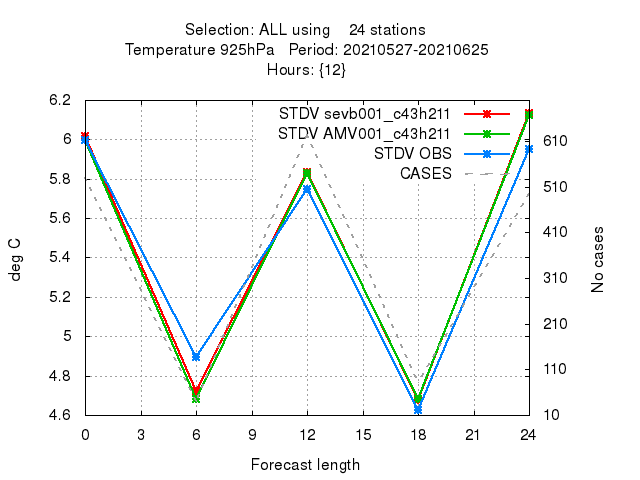 Selection: ALL using    24 stations
Temperature 925hPa   Period: 20210527-20210625
Hours: {12}
STDV sevb001_c43h211
STDV AMV001_c43h211
STDV OBS
CASES
6.2
6
5.8
5.6
5.4
5.2
5
4.8
4.6
deg C
610
510
410
310
210
110
10
No cases
0 3 6 9 12 15 18 21 24
Forecast length